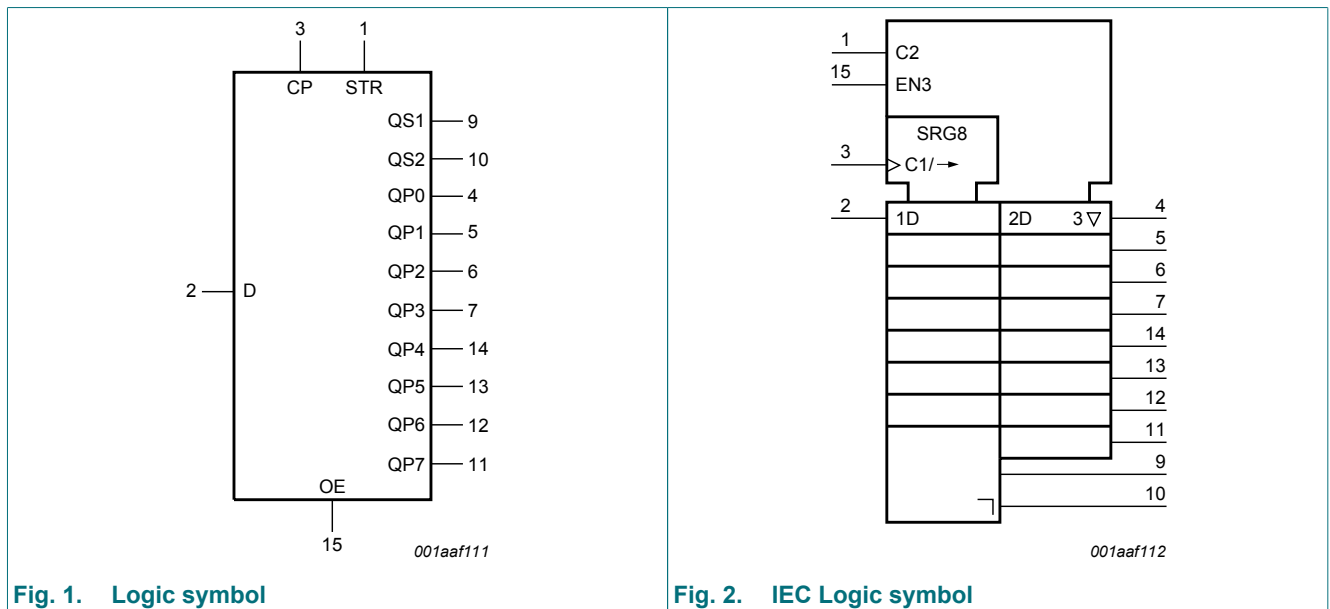 3 1
CP STR
QS1 9
QS2 10
QP0 4
QP1 5
QP2 6
QP3 7
2 D
QP4 14
QP5 13
QP6 12
QP7 11
OE
15
001aaf111
Fig. 1. Logic symbol
1 C2
15 EN3
SRG8
3 C1/→
2 1D 2D 3▽ 4
5
6
7
14
13
12
11
9
10
001aaf112
Fig. 2. IEC Logic symbol